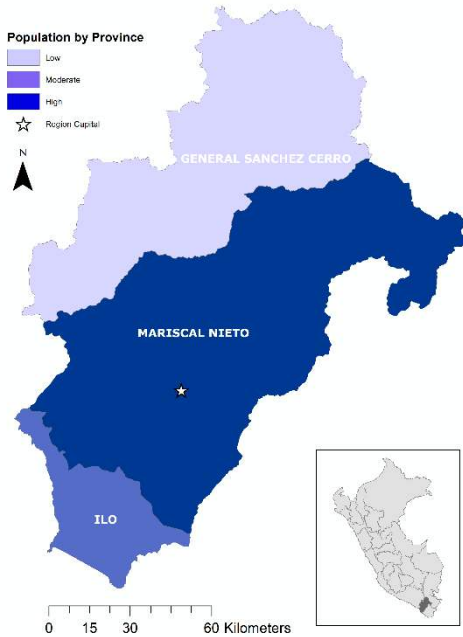 Population by Province
Low
Moderate
High
Region Capital
N
GENERAL SANCHEZ CERRO
MARISCAL NIETO
ILO
0 15 30 60 Kilometers